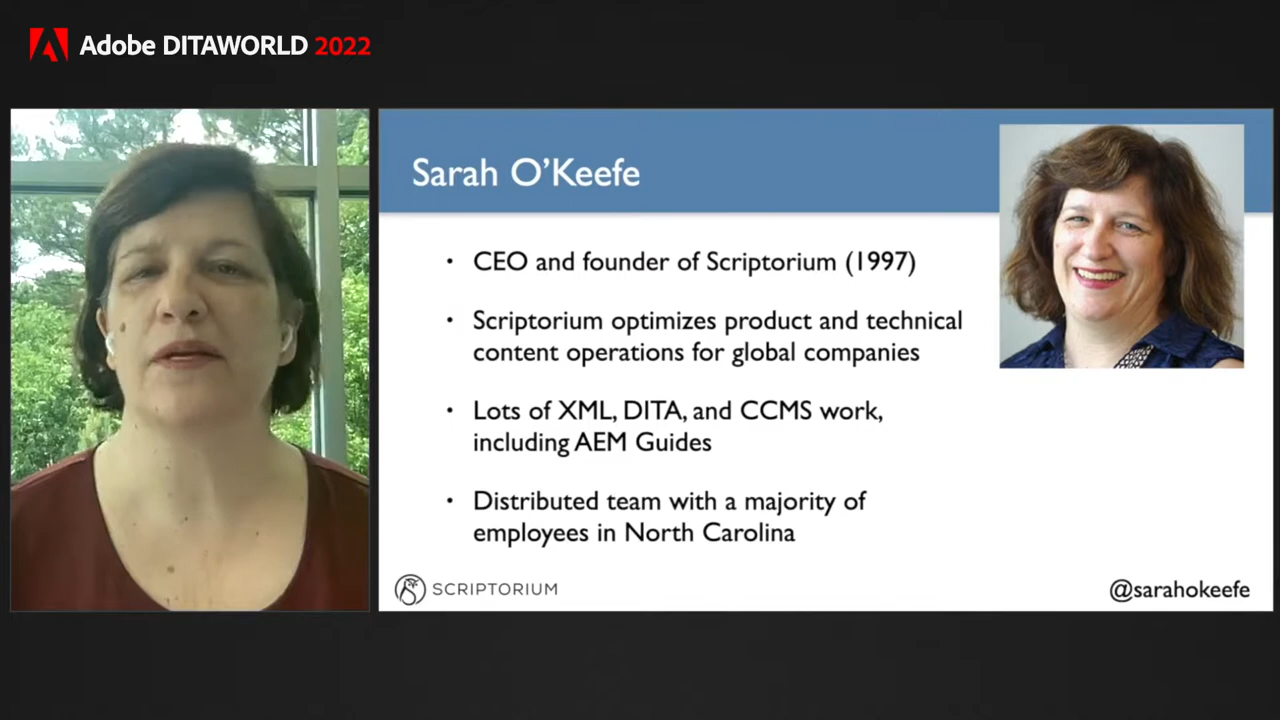 Adobe DITAWORLD 2022
Sarah O’Keefe
• CEO and founder of Scriptorium (1997)
• Scriptorium optimizes product and technical
content operations for global companies
• Lots of XML, DITA, and CCMS work,
including AEM Guides
• Distributed team with a majority of
employees in North Carolina
SCRIPTORIUM
@sarahokeefe